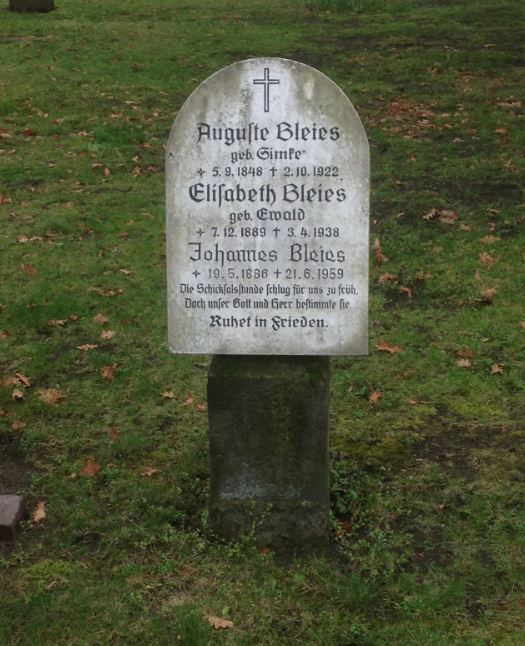 Auguſte Bleies
geb. Simke
+ 5. 9. 1848 + 2. 10. 1922
Eliſabeth Bleies
geb. Ewald
+ 7. 12. 1889 + 3. 4. 1938
Johannes Bleies
+ 19. 5. 1886 + 21. 6. 1959
Die Schickſalsſtunde ſchlug für uns zu früh,
Doch unſer Gott und Herr beſtimmte ſie.
Ruhet in Frieden.